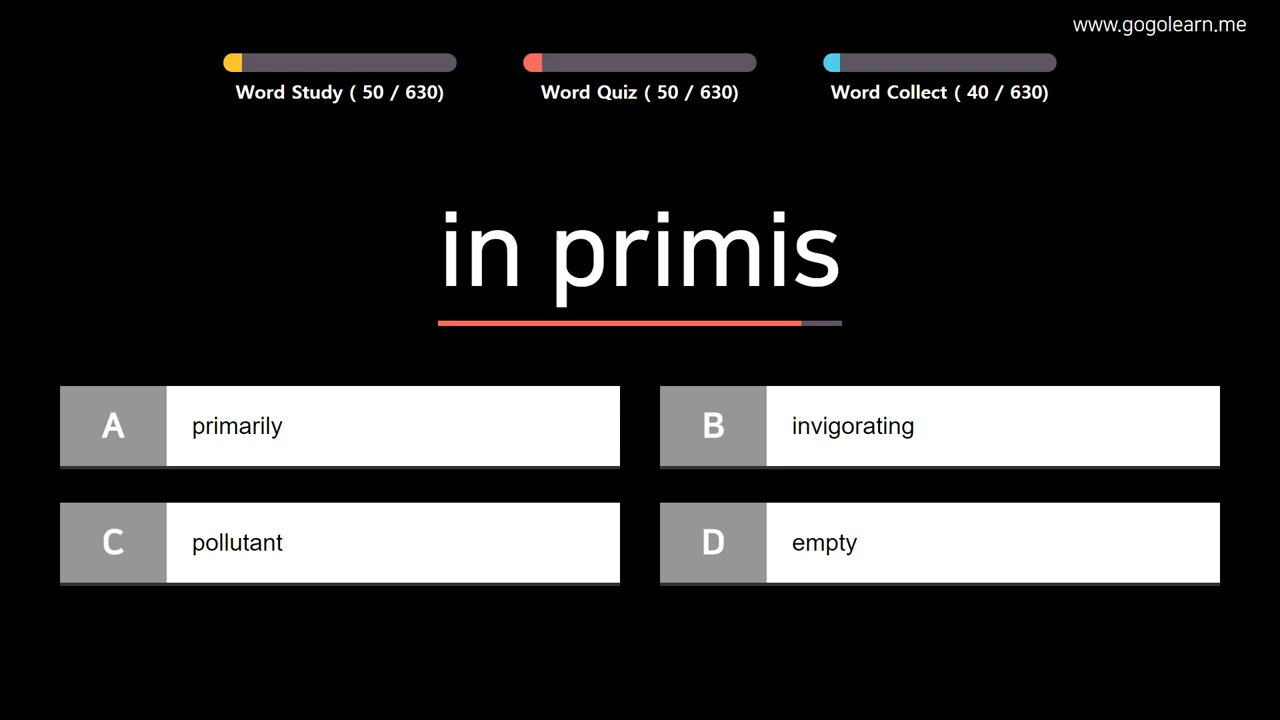 www.gogolearn.me
Word Study ( 50 / 630)
Word Quiz ( 50 / 630)
Word Collect ( 40 / 630)
in primis
A primarily
B invigorating
C pollutant
D empty